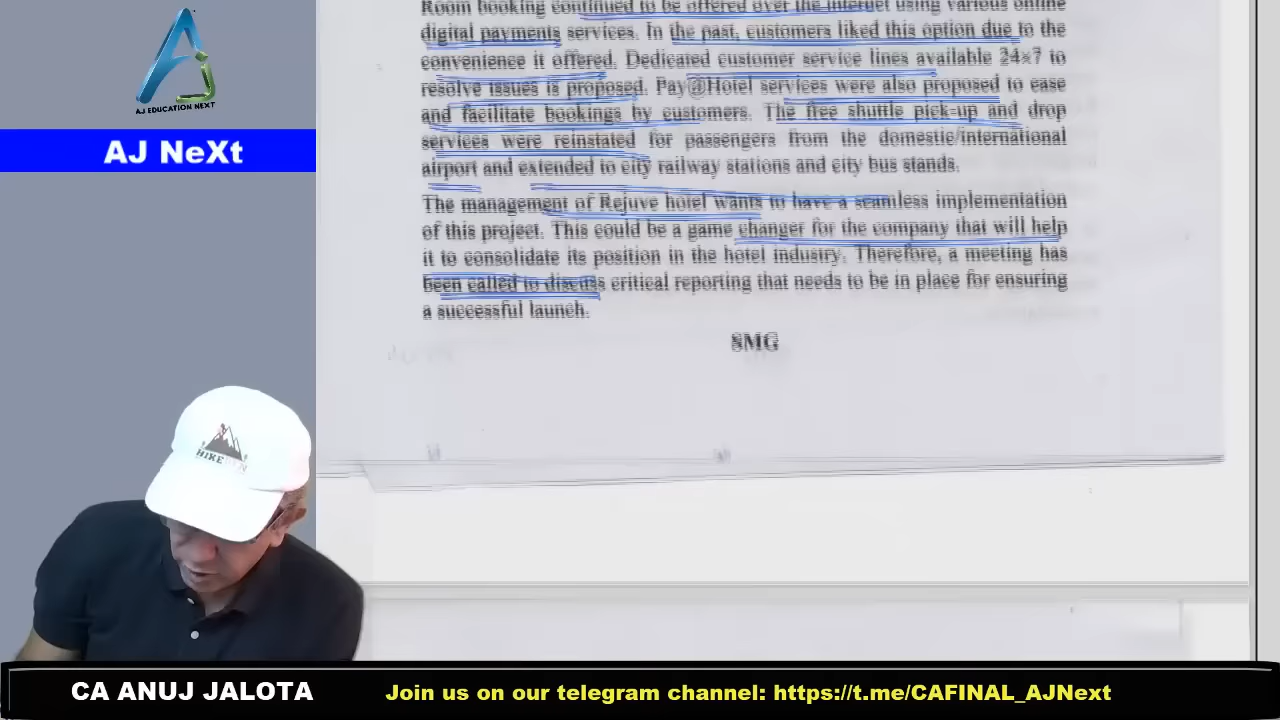 AJ EDUCATION NEXT
AJ NeXt
Room booking continued to be offered over the internet using various online
digital payments services. In the past, customers liked this option due to the
convenience it offered. Dedicated customer service lines available 24×7 to
resolve issues is proposed. Pay@Hotel services were also proposed to ease
and facilitate bookings by customers. The free shuttle pick-up and drop
services were reinstated for passengers from the domestic/international
airport and extended to city railway stations and city bus stands.
The management of Rejuve hotel wants to have a seamless implementation
of this project. This could be a game changer for the company that will help
it to consolidate its position in the hotel industry. Therefore, a meeting has
been called to discuss critical reporting that needs to be in place for ensuring
a successful launch.
SMG
CA ANUJ JALOTA
Join us on our telegram channel: https://t.me/CAFINAL_AJNext